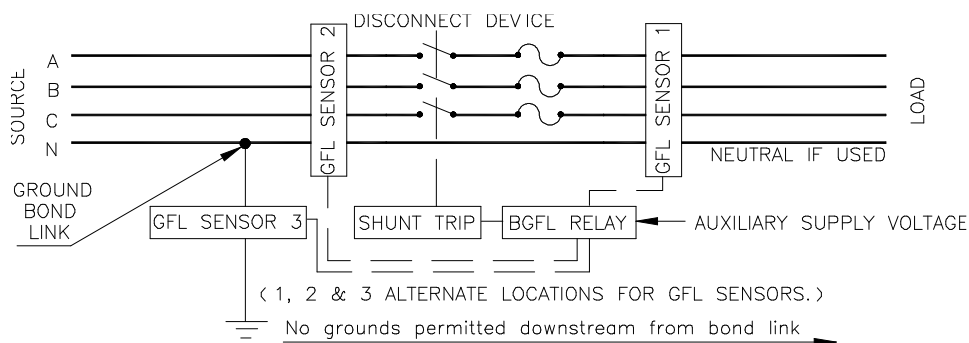 DISCONNECT DEVICE
SOURCE
A
B
C
N
GFL SENSOR 2
GFL SENSOR 1
LOAD
NEUTRAL IF USED
GROUND
BOND
LINK
GFL SENSOR 3
SHUNT TRIP
BGFL RELAY
AUXILIARY SUPPLY VOLTAGE
( 1, 2 & 3 ALTERNATE LOCATIONS FOR GFL SENSORS.)
No grounds permitted downstream from bond link